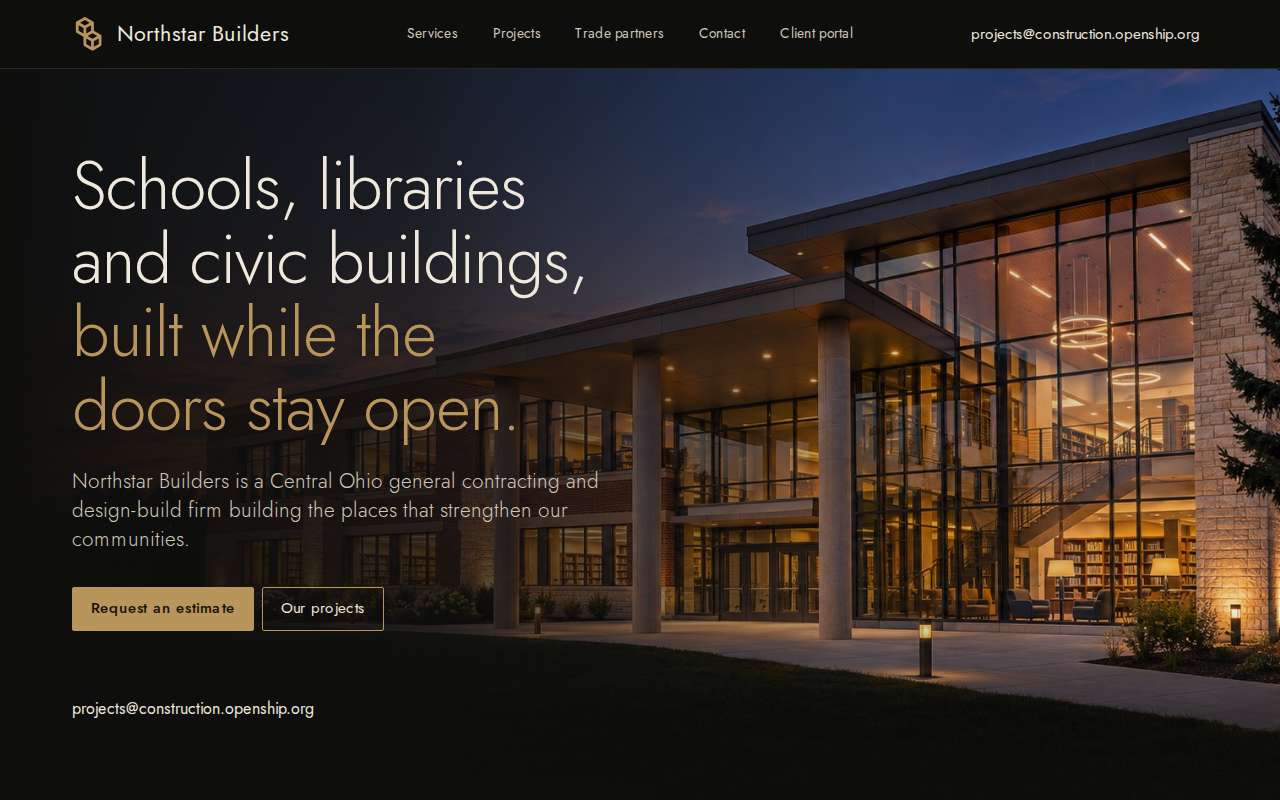 Northstar Builders
Services
Projects
Trade partners
Contact
Client portal
projects@construction.openship.org
Schools, libraries
and civic buildings,
built while the
doors stay open.
Northstar Builders is a Central Ohio general contracting and
design-build firm building the places that strengthen our
communities.
Request an estimate
Our projects
projects@construction.openship.org